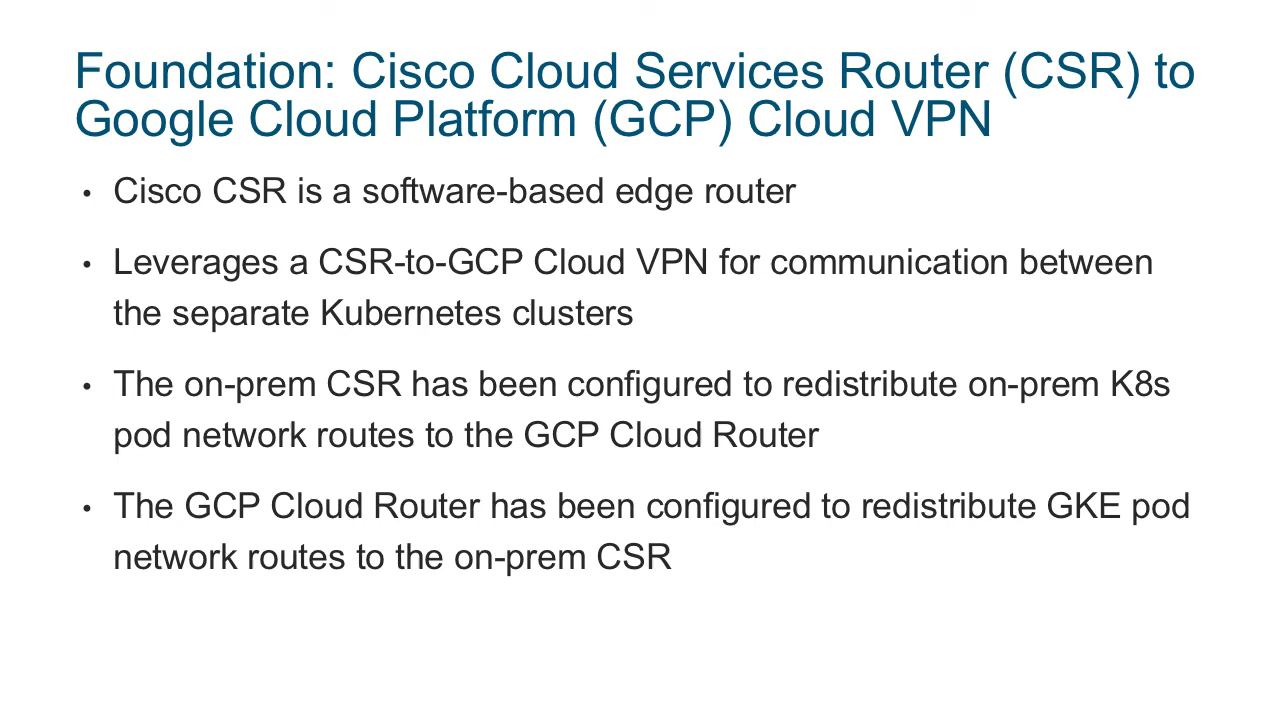 Foundation: Cisco Cloud Services Router (CSR) to
Google Cloud Platform (GCP) Cloud VPN
• Cisco CSR is a software-based edge router
• Leverages a CSR-to-GCP Cloud VPN for communication between
the separate Kubernetes clusters
• The on-prem CSR has been configured to redistribute on-prem K8s
pod network routes to the GCP Cloud Router
• The GCP Cloud Router has been configured to redistribute GKE pod
network routes to the on-prem CSR